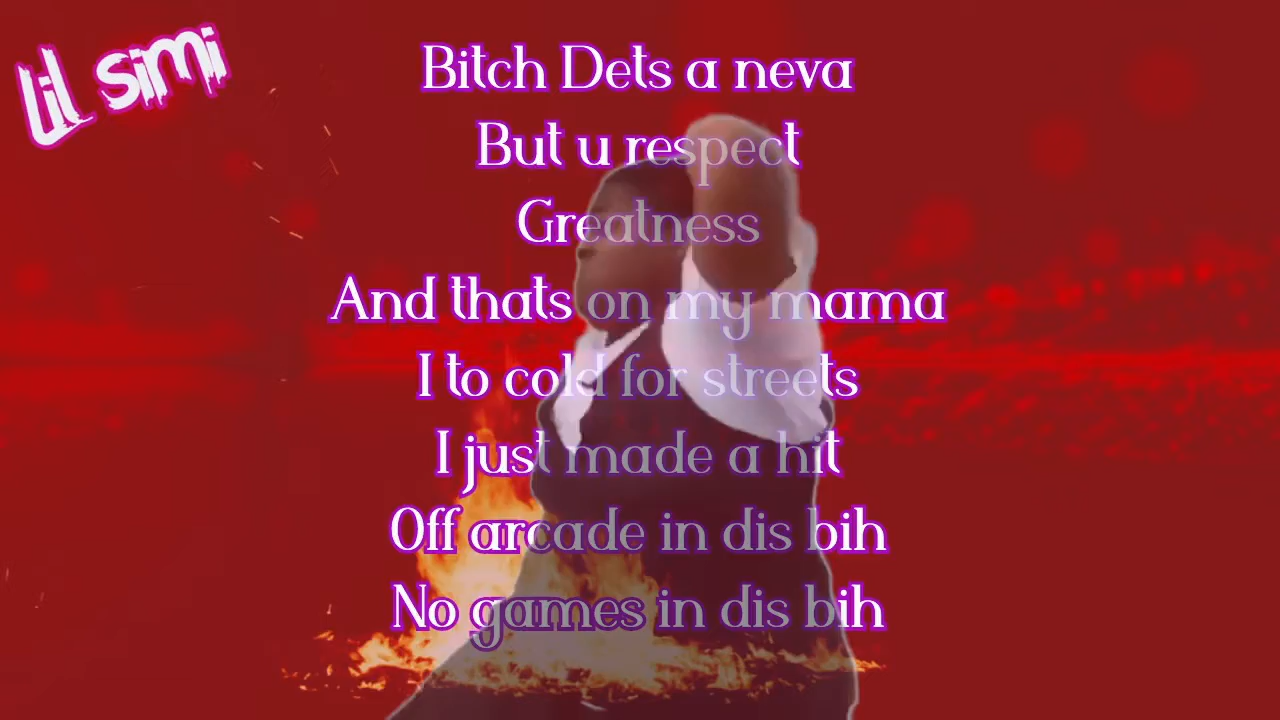 Lil simi
Bitch Dets a neva
But u respect
Greatness
And thats on my mama
I to cold for streets
I just made a hit
Off arcade in dis bih
No games in dis bih